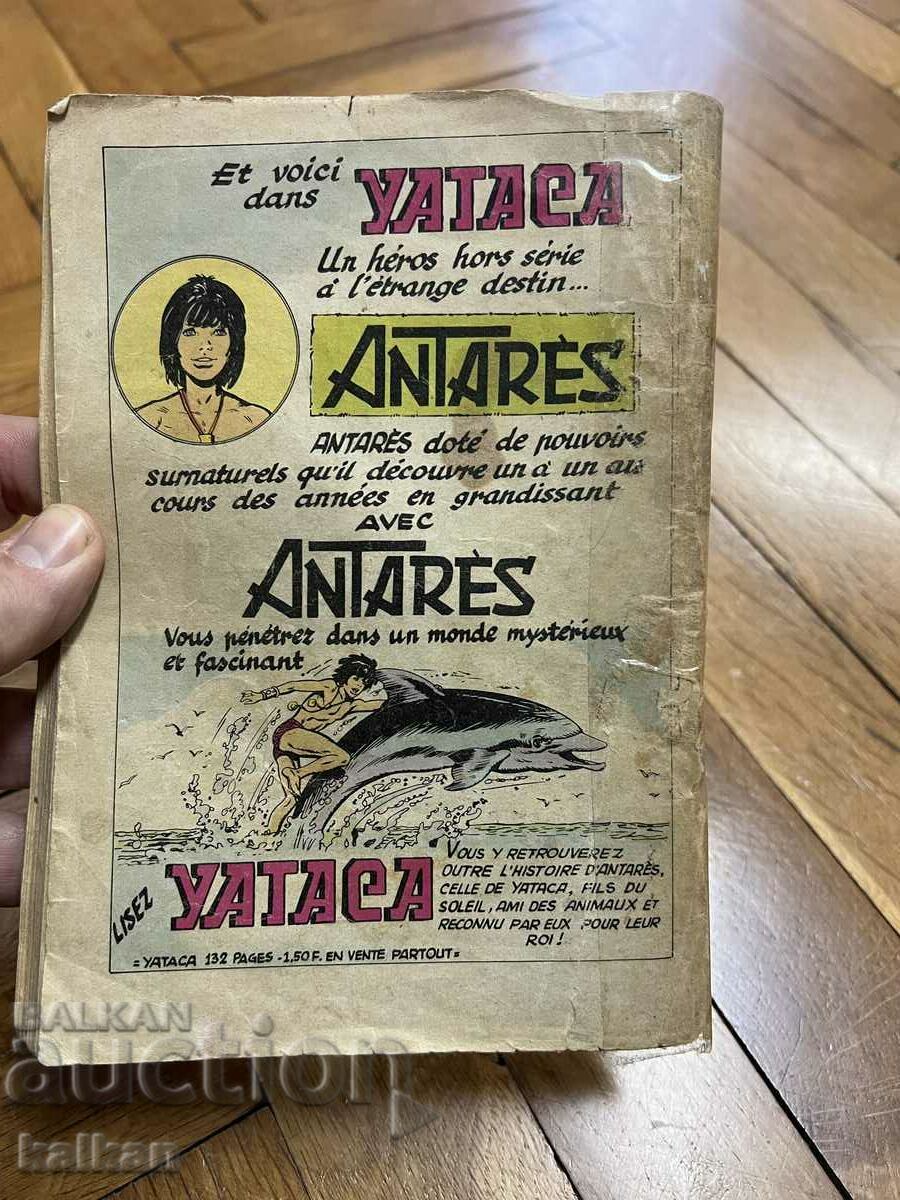 Et voici
dans YATACA
Un héros hors série
à l'étrange destin...
ANTARÈS
ANTARÈS doté de pouvoirs
surnaturels qu'il découvre un à un au
cours des années en grandissant
AVEC
ANTARÈS
Vous pénétrez dans un monde mystérieux
et fascinant
LISEZ YATACA
VOUS Y RETROUVEREZ
OUTRE L'HISTOIRE D'ANTARÈS,
CELLE DE YATACA, FILS DU
SOLEIL, AMI DES ANIMAUX ET
RECONNU PAR EUX POUR LEUR
ROI!
=YATACA 132 PAGES -1,50F. EN VENTE PARTOUT=
BALKAN
auction
kalkan